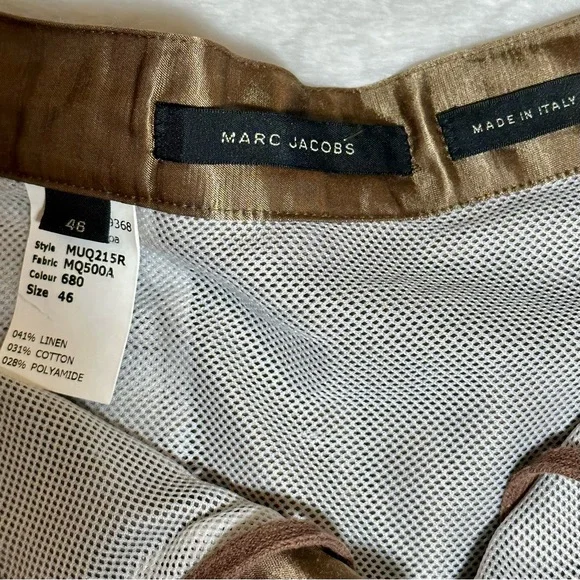 MARC JACOBS
MADE IN ITALY
46
9368
Style MUQ215R
Fabric MQ500A
Colour 680
Size 46
041% LINEN
031% COTTON
028% POLYAMIDE